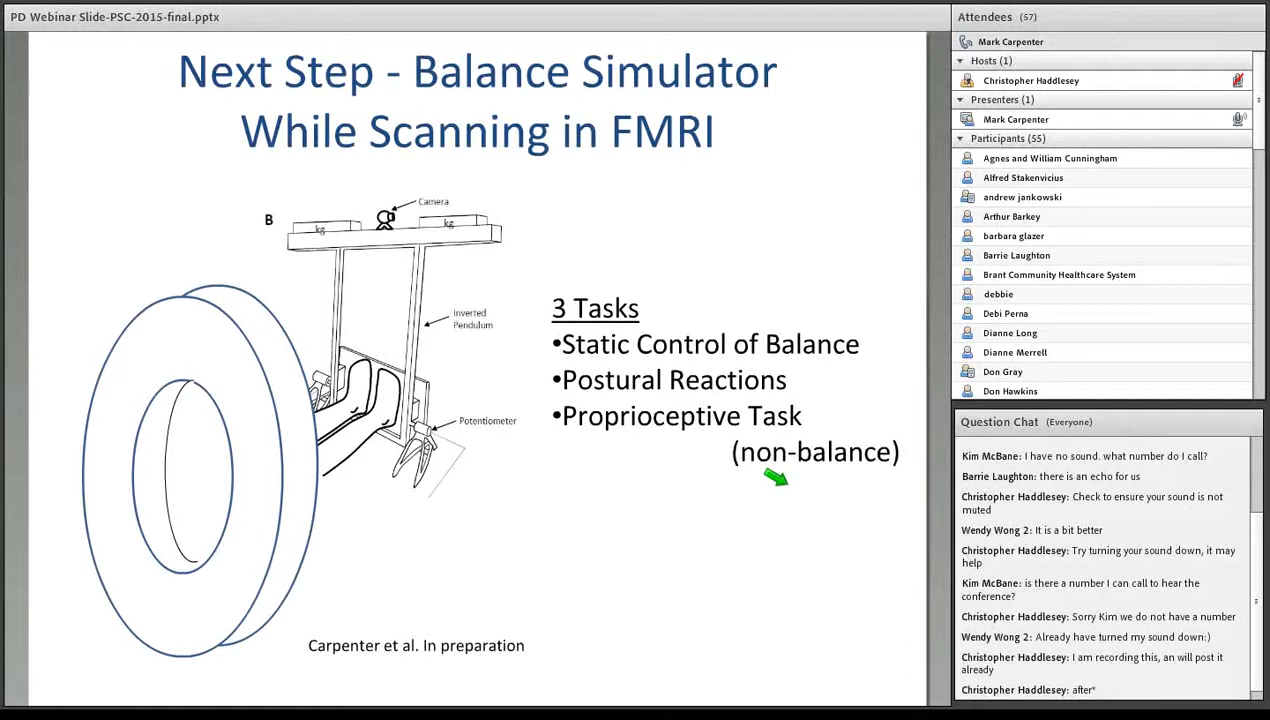 PD Webinar Slide-PSC-2015-final.pptx
Next Step - Balance Simulator
While Scanning in FMRI
B
Camera
kg
kg
Inverted
Pendulum
Potentiometer
3 Tasks
•Static Control of Balance
•Postural Reactions
•Proprioceptive Task
(non-balance)
Carpenter et al. In preparation
Attendees (57)
Mark Carpenter
Hosts (1)
Christopher Haddlesey
Presenters (1)
Mark Carpenter
Participants (55)
Agnes and William Cunningham
Alfred Stakenvicius
andrew jankowski
Arthur Barkey
barbara glazer
Barrie Laughton
Brant Community Healthcare System
debbie
Debi Perna
Dianne Long
Dianne Merrell
Don Gray
Don Hawkins
Question Chat (Everyone)
Kim McBane: I have no sound. what number do I call?
Barrie Laughton: there is an echo for us
Christopher Haddlesey: Check to ensure your sound is not
muted
Wendy Wong 2: It is a bit better
Christopher Haddlesey: Try turning your sound down, it may
help
Kim McBane: is there a number I can call to hear the
conference?
Christopher Haddlesey: Sorry Kim we do not have a number
Wendy Wong 2: Already have turned my sound down:)
Christopher Haddlesey: I am recording this, an will post it
already
Christopher Haddlesey: after*